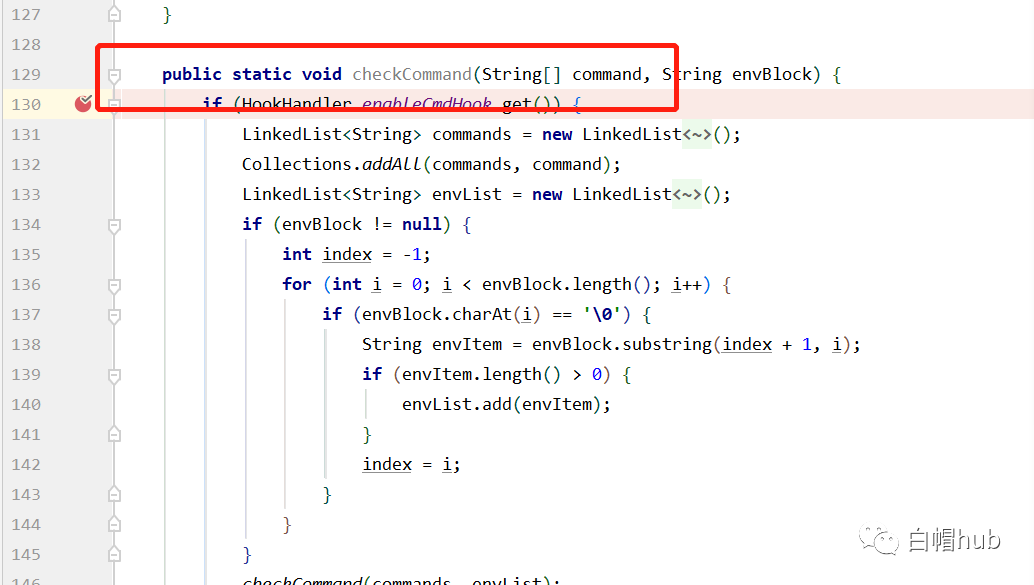 127 }
128
129 public static void checkCommand(String[] command, String envBlock) {
130 if (HookHandler.enableCmdHook.get()) {
131 LinkedList<String> commands = new LinkedList<~>();
132 Collections.addAll(commands, command);
133 LinkedList<String> envList = new LinkedList<~>();
134 if (envBlock != null) {
135 int index = -1;
136 for (int i = 0; i < envBlock.length(); i++) {
137 if (envBlock.charAt(i) == '\0') {
138 String envItem = envBlock.substring(index + 1, i);
139 if (envItem.length() > 0) {
140 envList.add(envItem);
141 }
142 index = i;
143 }
144 }
145 }
146 checkCommand(commands, envList);
白帽hub